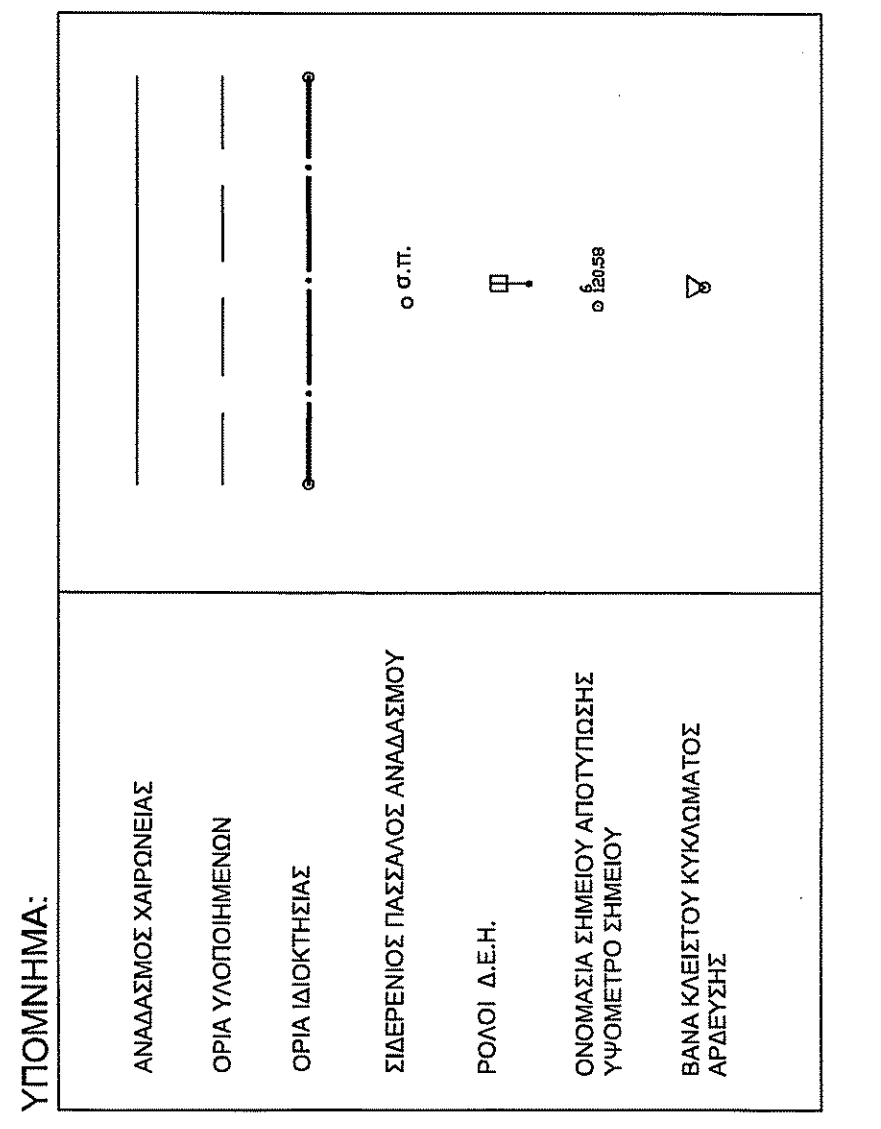 ΥΠΟΜΝΗΜΑ:
ΑΝΑΔΑΣΜΟΣ ΧΑΙΡΩΝΕΙΑΣ
ΟΡΙΑ ΥΛΟΠΟΙΗΜΕΝΩΝ
ΟΡΙΑ ΙΔΙΟΚΤΗΣΙΑΣ
ΣΙΔΕΡΕΝΙΟΣ ΠΑΣΣΑΛΟΣ ΑΝΑΔΑΣΜΟΥ
σ.π.
ΡΟΛΟΙ Δ.Ε.Η.
ΟΝΟΜΑΣΙΑ ΣΗΜΕΙΟΥ ΑΠΟΤΥΠΩΣΗΣ
ΥΨΟΜΕΤΡΟ ΣΗΜΕΙΟΥ
6
120.58
ΒΑΝΑ ΚΛΕΙΣΤΟΥ ΚΥΚΛΩΜΑΤΟΣ
ΑΡΔΕΥΣΗΣ